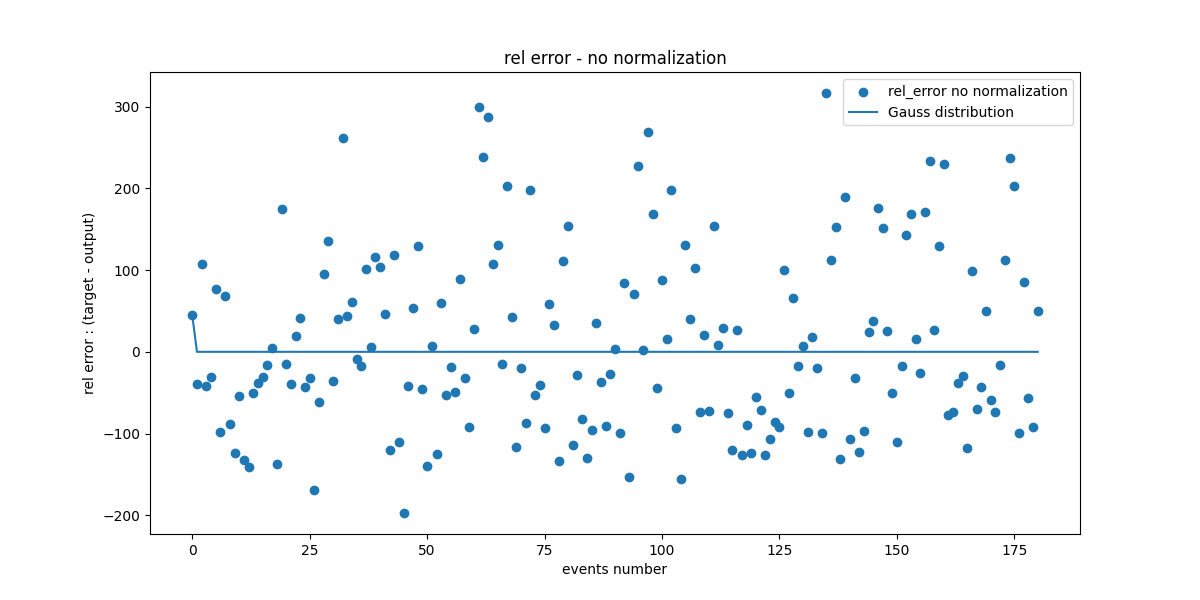 rel error - no normalization
rel_error no normalization
Gauss distribution
300
200
100
0
−100
−200
rel error : (target - output)
0
25
50
75
100
125
150
175
events number